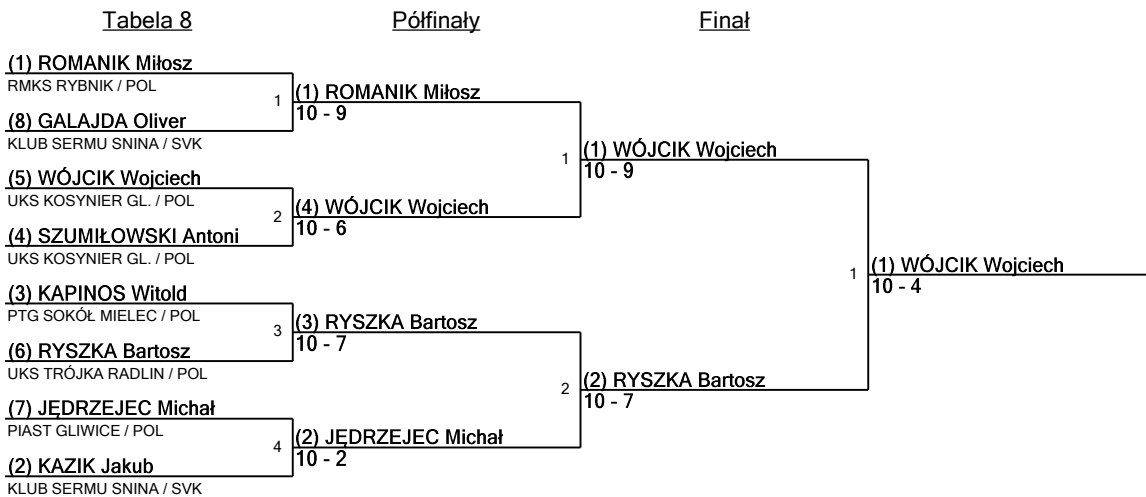 Tabela 8
Półfinały
Finał
(1) ROMANIK Miłosz
RMKS RYBNIK / POL
(8) GALAJDA Oliver
KLUB SERMU SNINA / SVK
(5) WÓJCIK Wojciech
UKS KOSYNIER GL. / POL
(4) SZUMIŁOWSKI Antoni
UKS KOSYNIER GL. / POL
(3) KAPINOS Witold
PTG SOKÓŁ MIELEC / POL
(6) RYSZKA Bartosz
UKS TRÓJKA RADLIN / POL
(7) JĘDRZEJEC Michał
PIAST GLIWICE / POL
(2) KAZIK Jakub
KLUB SERMU SNINA / SVK
1
(1) ROMANIK Miłosz
10 - 9
2
(4) WÓJCIK Wojciech
10 - 6
3
(3) RYSZKA Bartosz
10 - 7
4
(2) JĘDRZEJEC Michał
10 - 2
1
(1) WÓJCIK Wojciech
10 - 9
2
(2) RYSZKA Bartosz
10 - 7
1
(1) WÓJCIK Wojciech
10 - 4